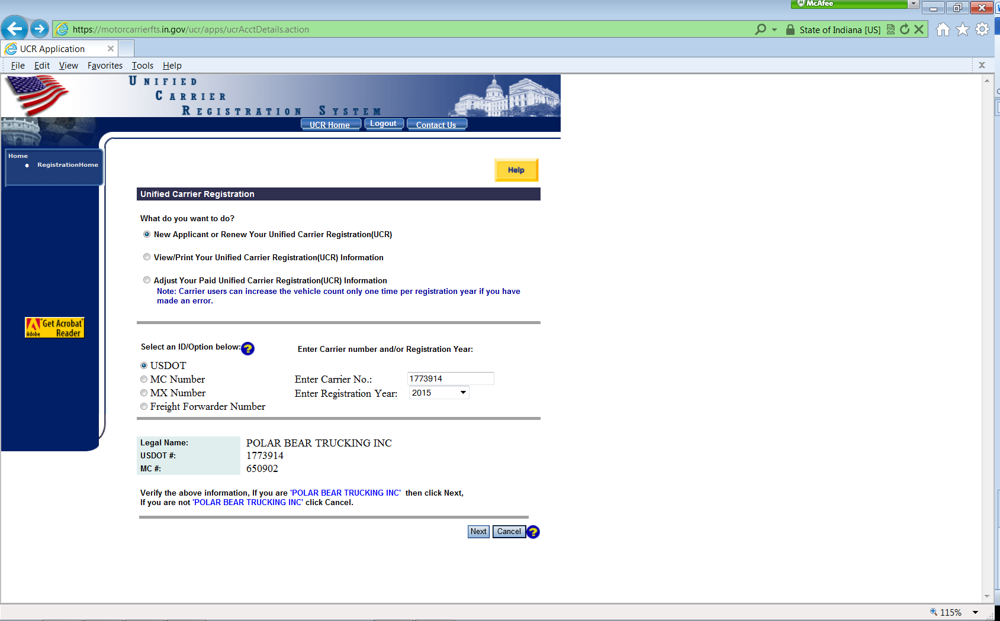 McAfee
https://motorcarrierfts.in.gov/ucr/apps/ucrAcctDetails.action
State of Indiana [US]
UCR Application
File Edit View Favorites Tools Help
UNIFIED
CARRIER
REGISTRATION SYSTEM
UCR Home Logout Contact Us
Home
RegistrationHome
Help
Unified Carrier Registration
What do you want to do?
New Applicant or Renew Your Unified Carrier Registration(UCR)
View/Print Your Unified Carrier Registration(UCR) Information
Adjust Your Paid Unified Carrier Registration(UCR) Information
Note: Carrier users can increase the vehicle count only one time per registration year if you have
made an error.
Get Acrobat
Adobe Reader
Select an ID/Option below: ? Enter Carrier number and/or Registration Year:
USDOT
MC Number Enter Carrier No.: 1773914
MX Number Enter Registration Year: 2015
Freight Forwarder Number
Legal Name: POLAR BEAR TRUCKING INC
USDOT #: 1773914
MC #: 650902
Verify the above information, If you are 'POLAR BEAR TRUCKING INC' then click Next,
If you are not 'POLAR BEAR TRUCKING INC' click Cancel.
Next Cancel ?
115%